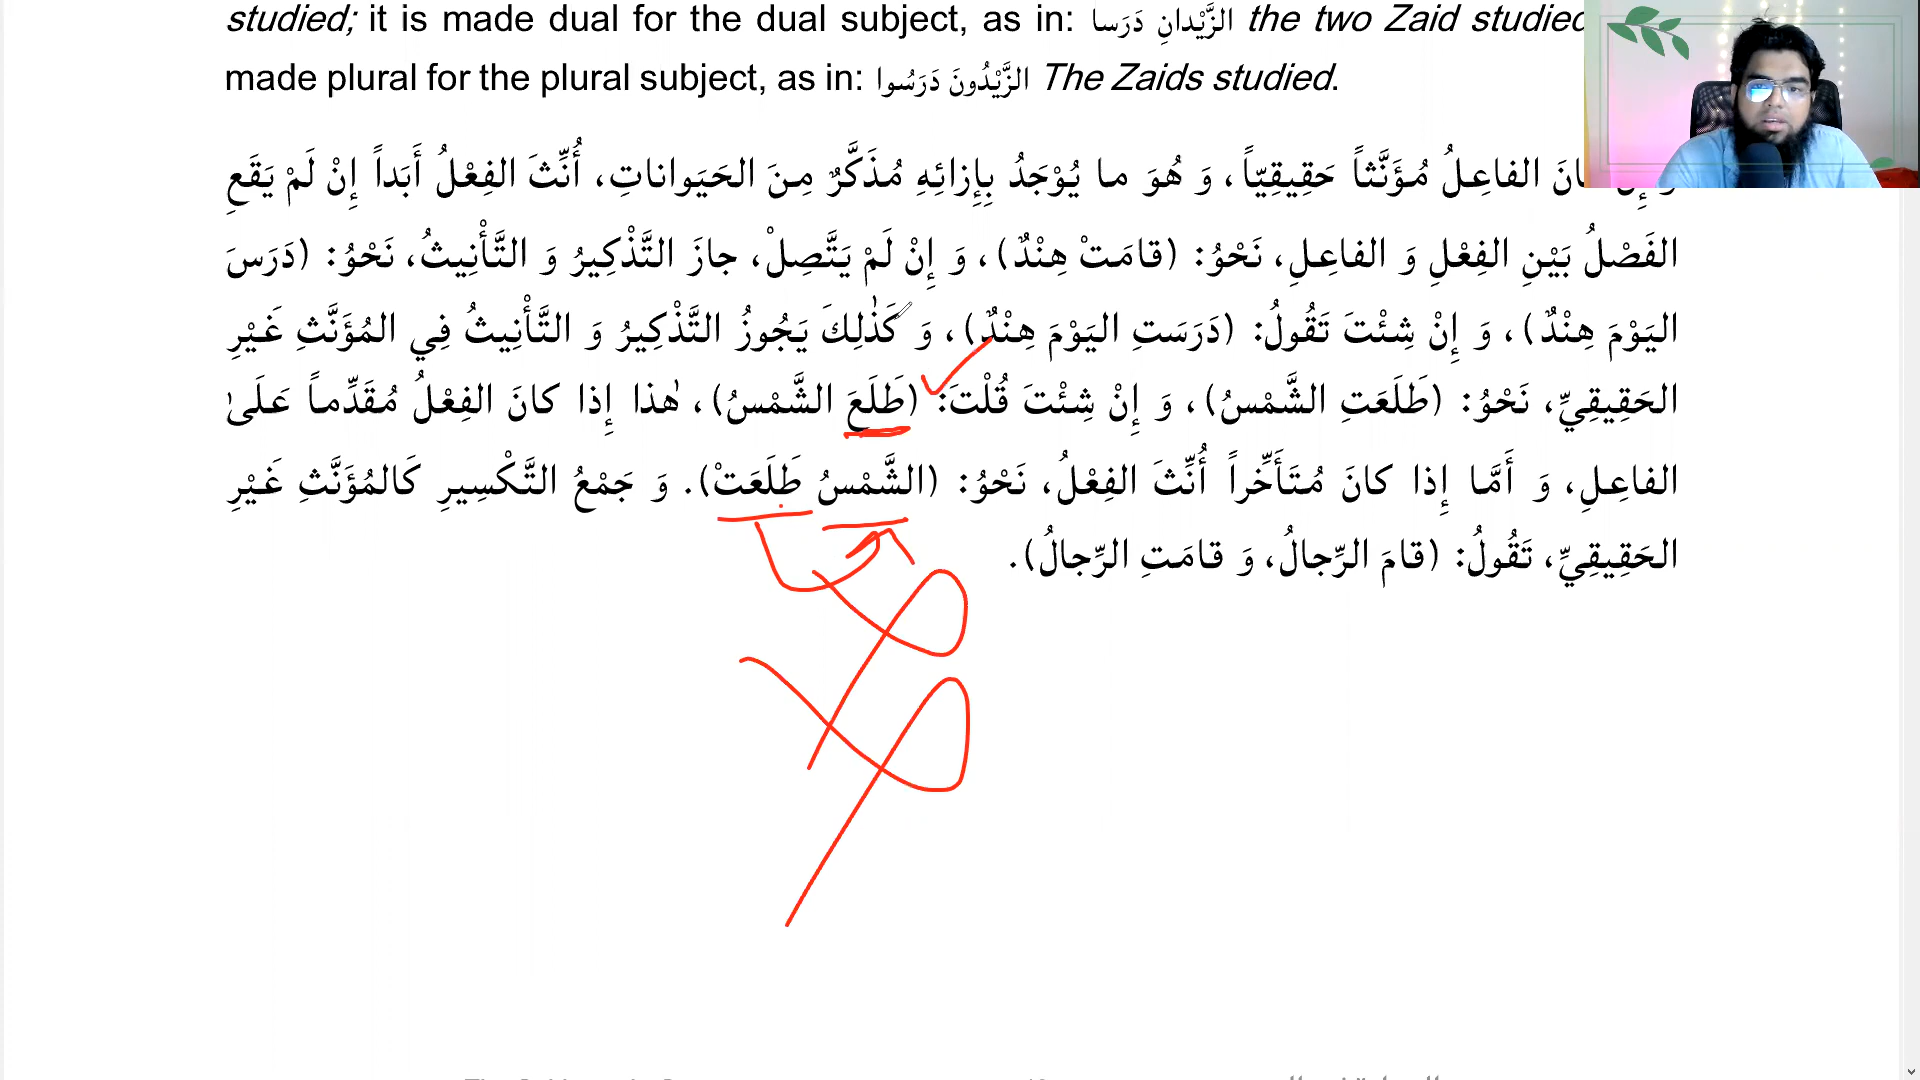 studied; it is made dual for the dual subject, as in: الزَّيْدانِ دَرَسا the two Zaid studied
made plural for the plural subject, as in: الزَّيْدُونَ دَرَسُوا The Zaids studied.
الفاعِلُ مُؤَنَّثاً حَقِيقِيّاً، وَ هُوَ ما يُوْجَدُ بِإِزائِهِ مُذَكَّرٌ مِنَ الحَيَواناتِ، أُنِّثَ الفِعْلُ أَبَداً إِنْ لَمْ يَقَعِ
الفَصْلُ بَيْنِ الفِعْلِ وَ الفاعِلِ، نَحْوُ: (قامَتْ هِنْدٌ)، وَ إِنْ لَمْ يَتَّصِلْ، جازَ التَّذْكِيرُ وَ التَّأْنِيثُ، نَحْوُ: (دَرَسَ
اليَوْمَ هِنْدٌ)، وَ إِنْ شِئْتَ تَقُولُ: (دَرَسَتِ اليَوْمَ هِنْدٌ)، وَ كَذٰلِكَ يَجُوزُ التَّذْكِيرُ وَ التَّأْنِيثُ فِي المُؤَنَّثِ غَيْرِ
الحَقِيقِيِّ، نَحْوُ: (طَلَعَتِ الشَّمْسُ)، وَ إِنْ شِئْتَ قُلْتَ: (طَلَعَ الشَّمْسُ)، هٰذا إِذا كانَ الفِعْلُ مُقَدِّماً عَلَىٰ
الفاعِلِ، وَ أَمَّا إِذا كانَ مُتَأَخِّراً أُنِّثَ الفِعْلُ، نَحْوُ: (الشَّمْسُ طَلَعَتْ). وَ جَمْعُ التَّكْسِيرِ كَالمُؤَنَّثِ غَيْرِ
الحَقِيقِيِّ، تَقُولُ: (قامَ الرِّجالُ، وَ قامَتِ الرِّجالُ).